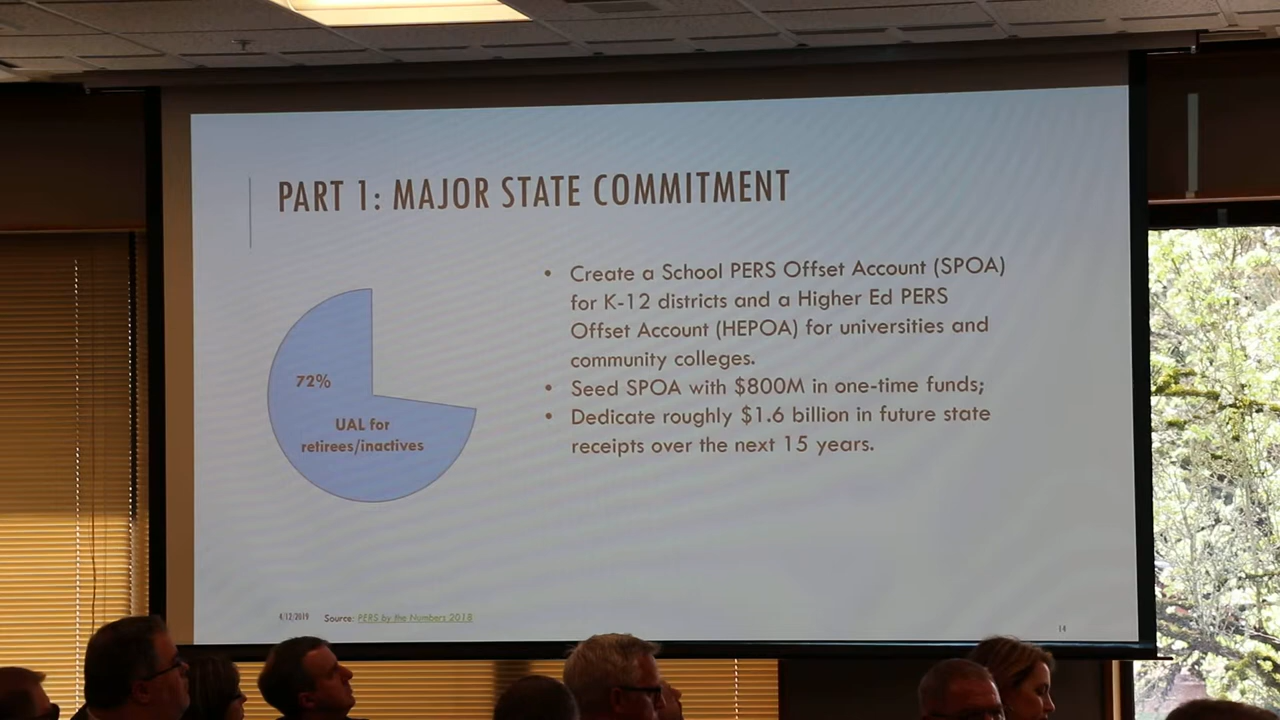 PART 1: MAJOR STATE COMMITMENT
72%
UAL for
retirees/inactives
• Create a School PERS Offset Account (SPOA)
for K-12 districts and a Higher Ed PERS
Offset Account (HEPOA) for universities and
community colleges.
• Seed SPOA with $800M in one-time funds;
• Dedicate roughly $1.6 billion in future state
receipts over the next 15 years.
4/12/2019 Source: PERS by the Numbers 2018
14